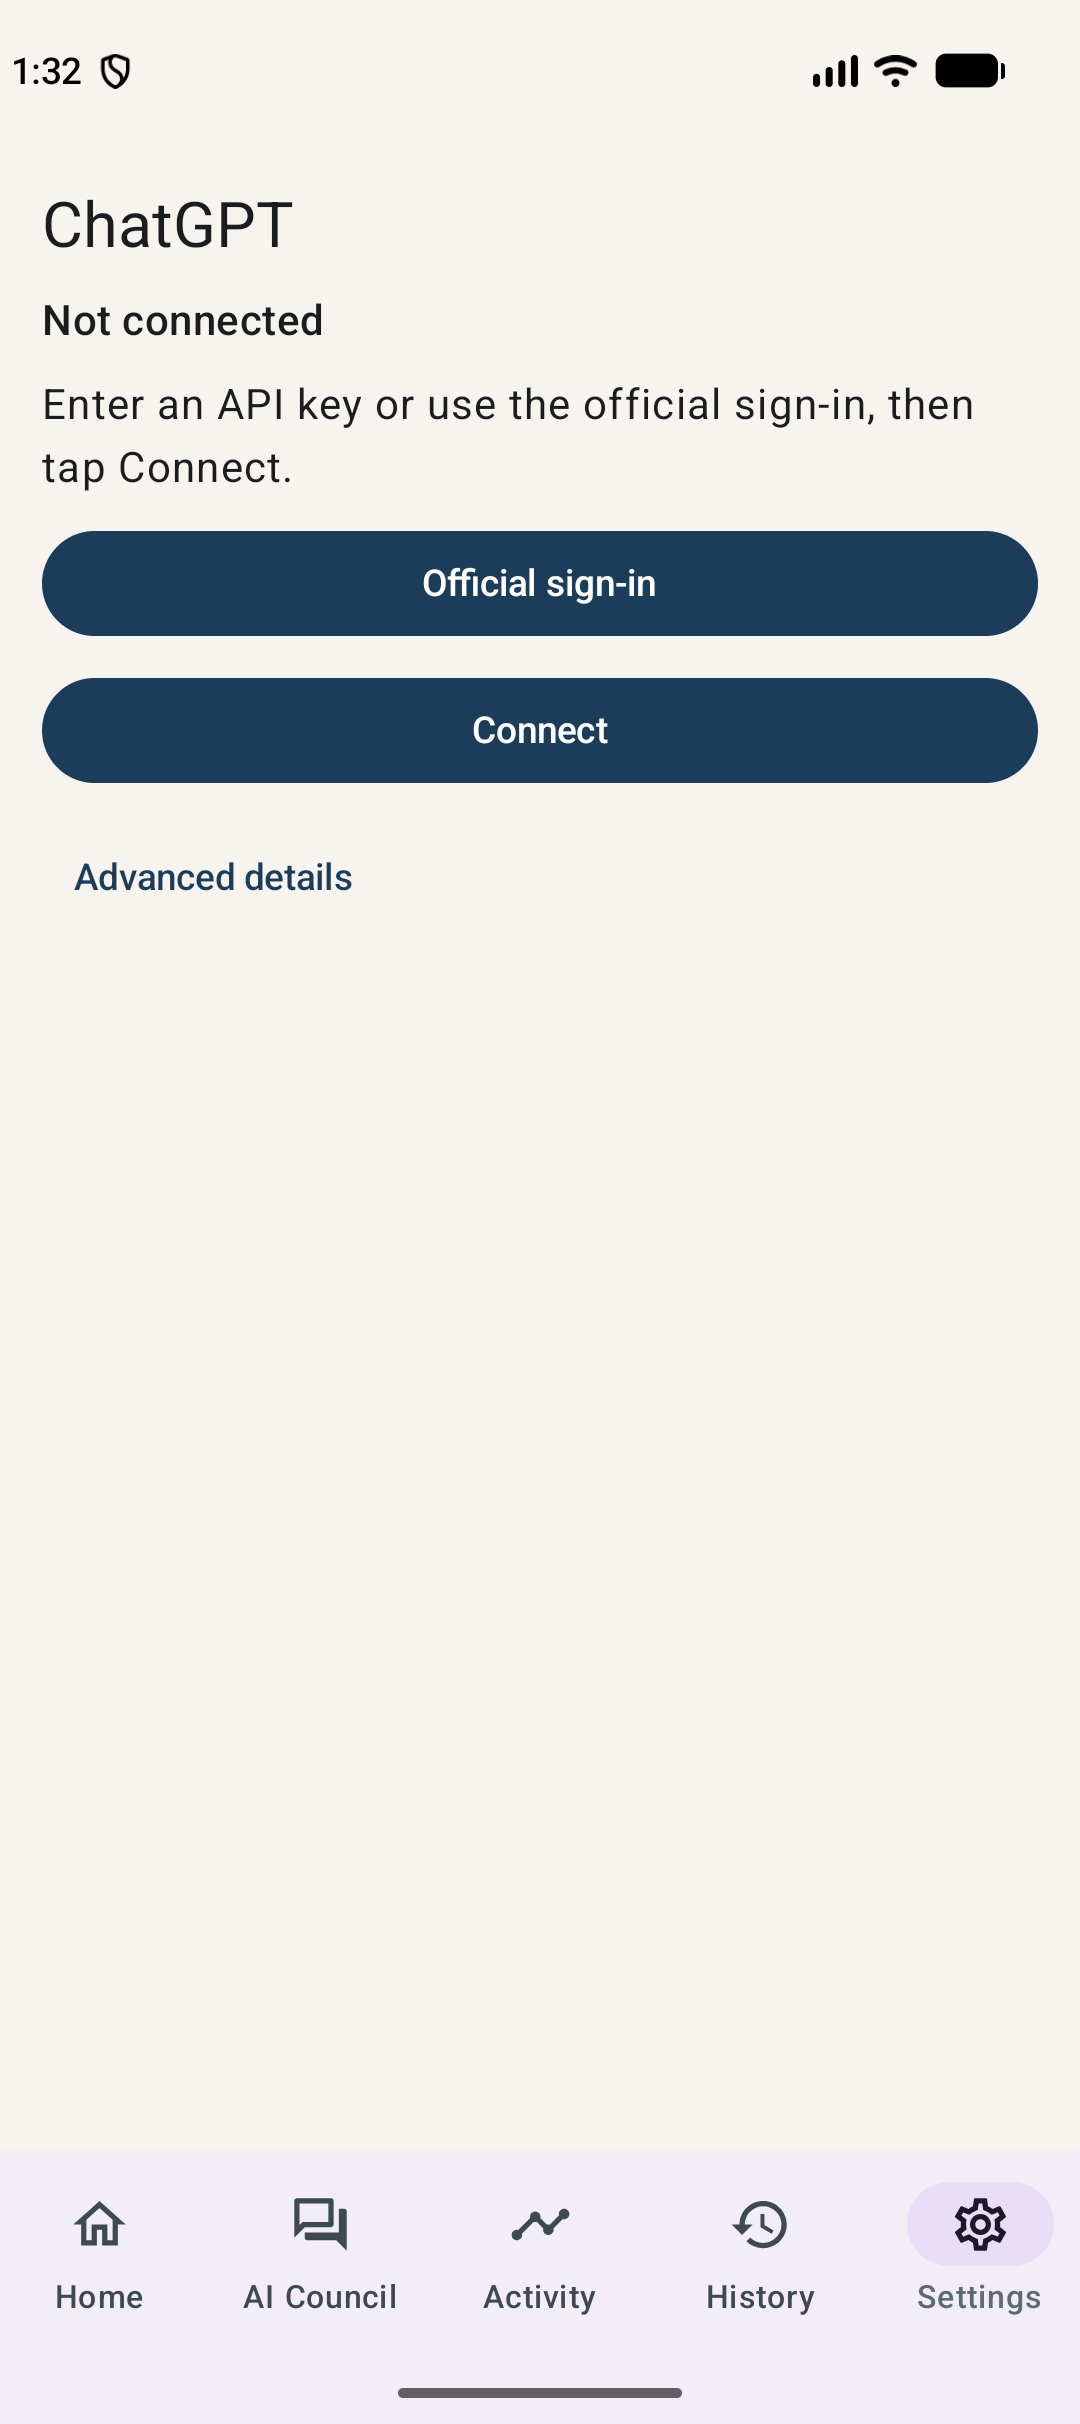 1:32
ChatGPT
Not connected
Enter an API key or use the official sign-in, then
tap Connect.
Official sign-in
Connect
Advanced details
Home
AI Council
Activity
History
Settings